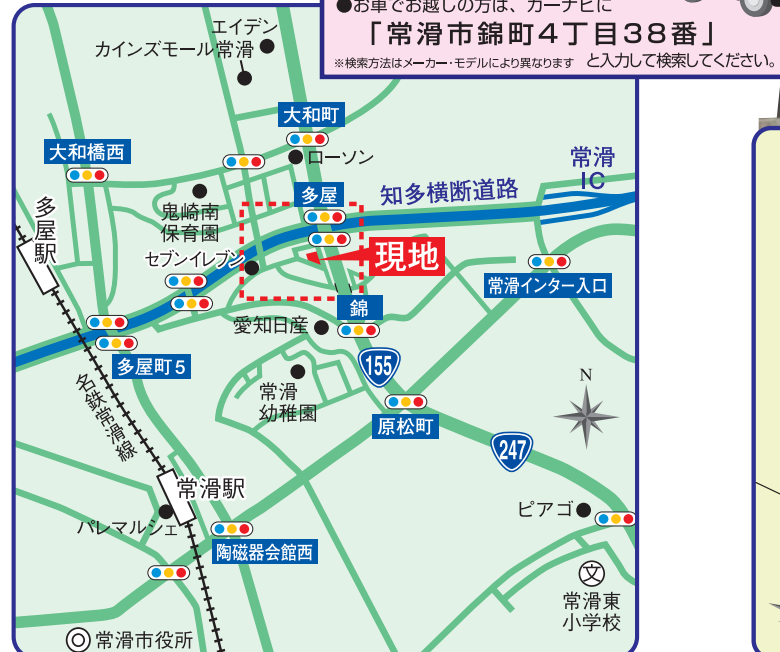 ●お車でお越しの方は、カーナビに
「常滑市錦町4丁目38番」
※検索方法はメーカー・モデルにより異なります と入力して検索してください。
エイデン
カインズモール常滑
大和町
ローソン
大和橋西
常滑
IC
多屋
知多横断道路
多屋駅
鬼崎南
保育園
セブンイレブン
現地
常滑インター入口
錦
愛知日産
155
多屋町5
常滑
幼稚園
N
名鉄常滑線
原松町
247
常滑駅
ピアゴ
パレマルシェ
陶磁器会館西
文
常滑東
小学校
常滑市役所